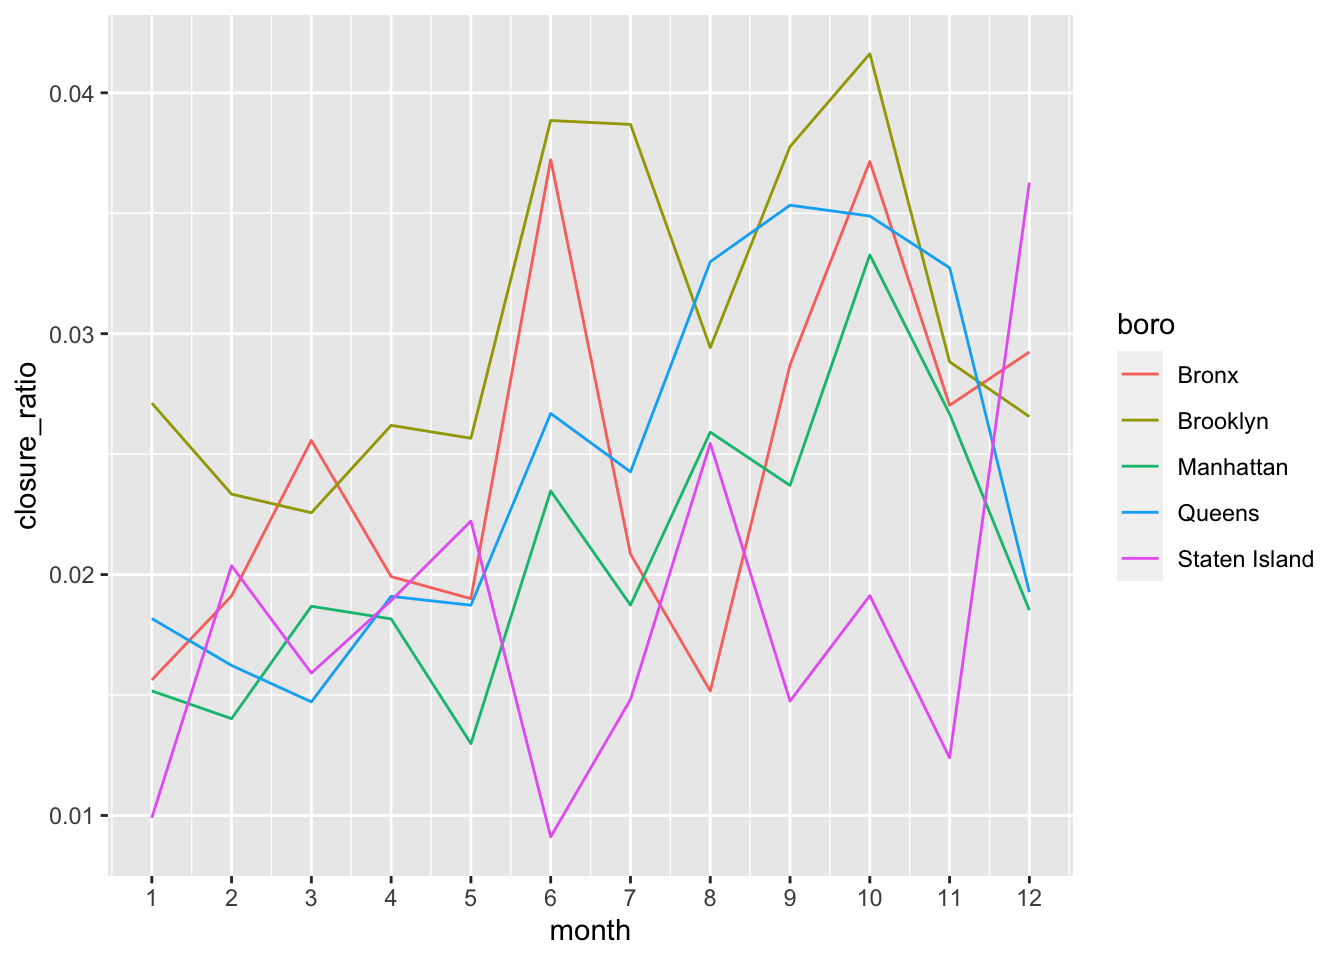 0.04
0.03
0.02
0.01
closure_ratio
1 2 3 4 5 6 7 8 9 10 11 12
month
boro
Bronx
Brooklyn
Manhattan
Queens
Staten Island